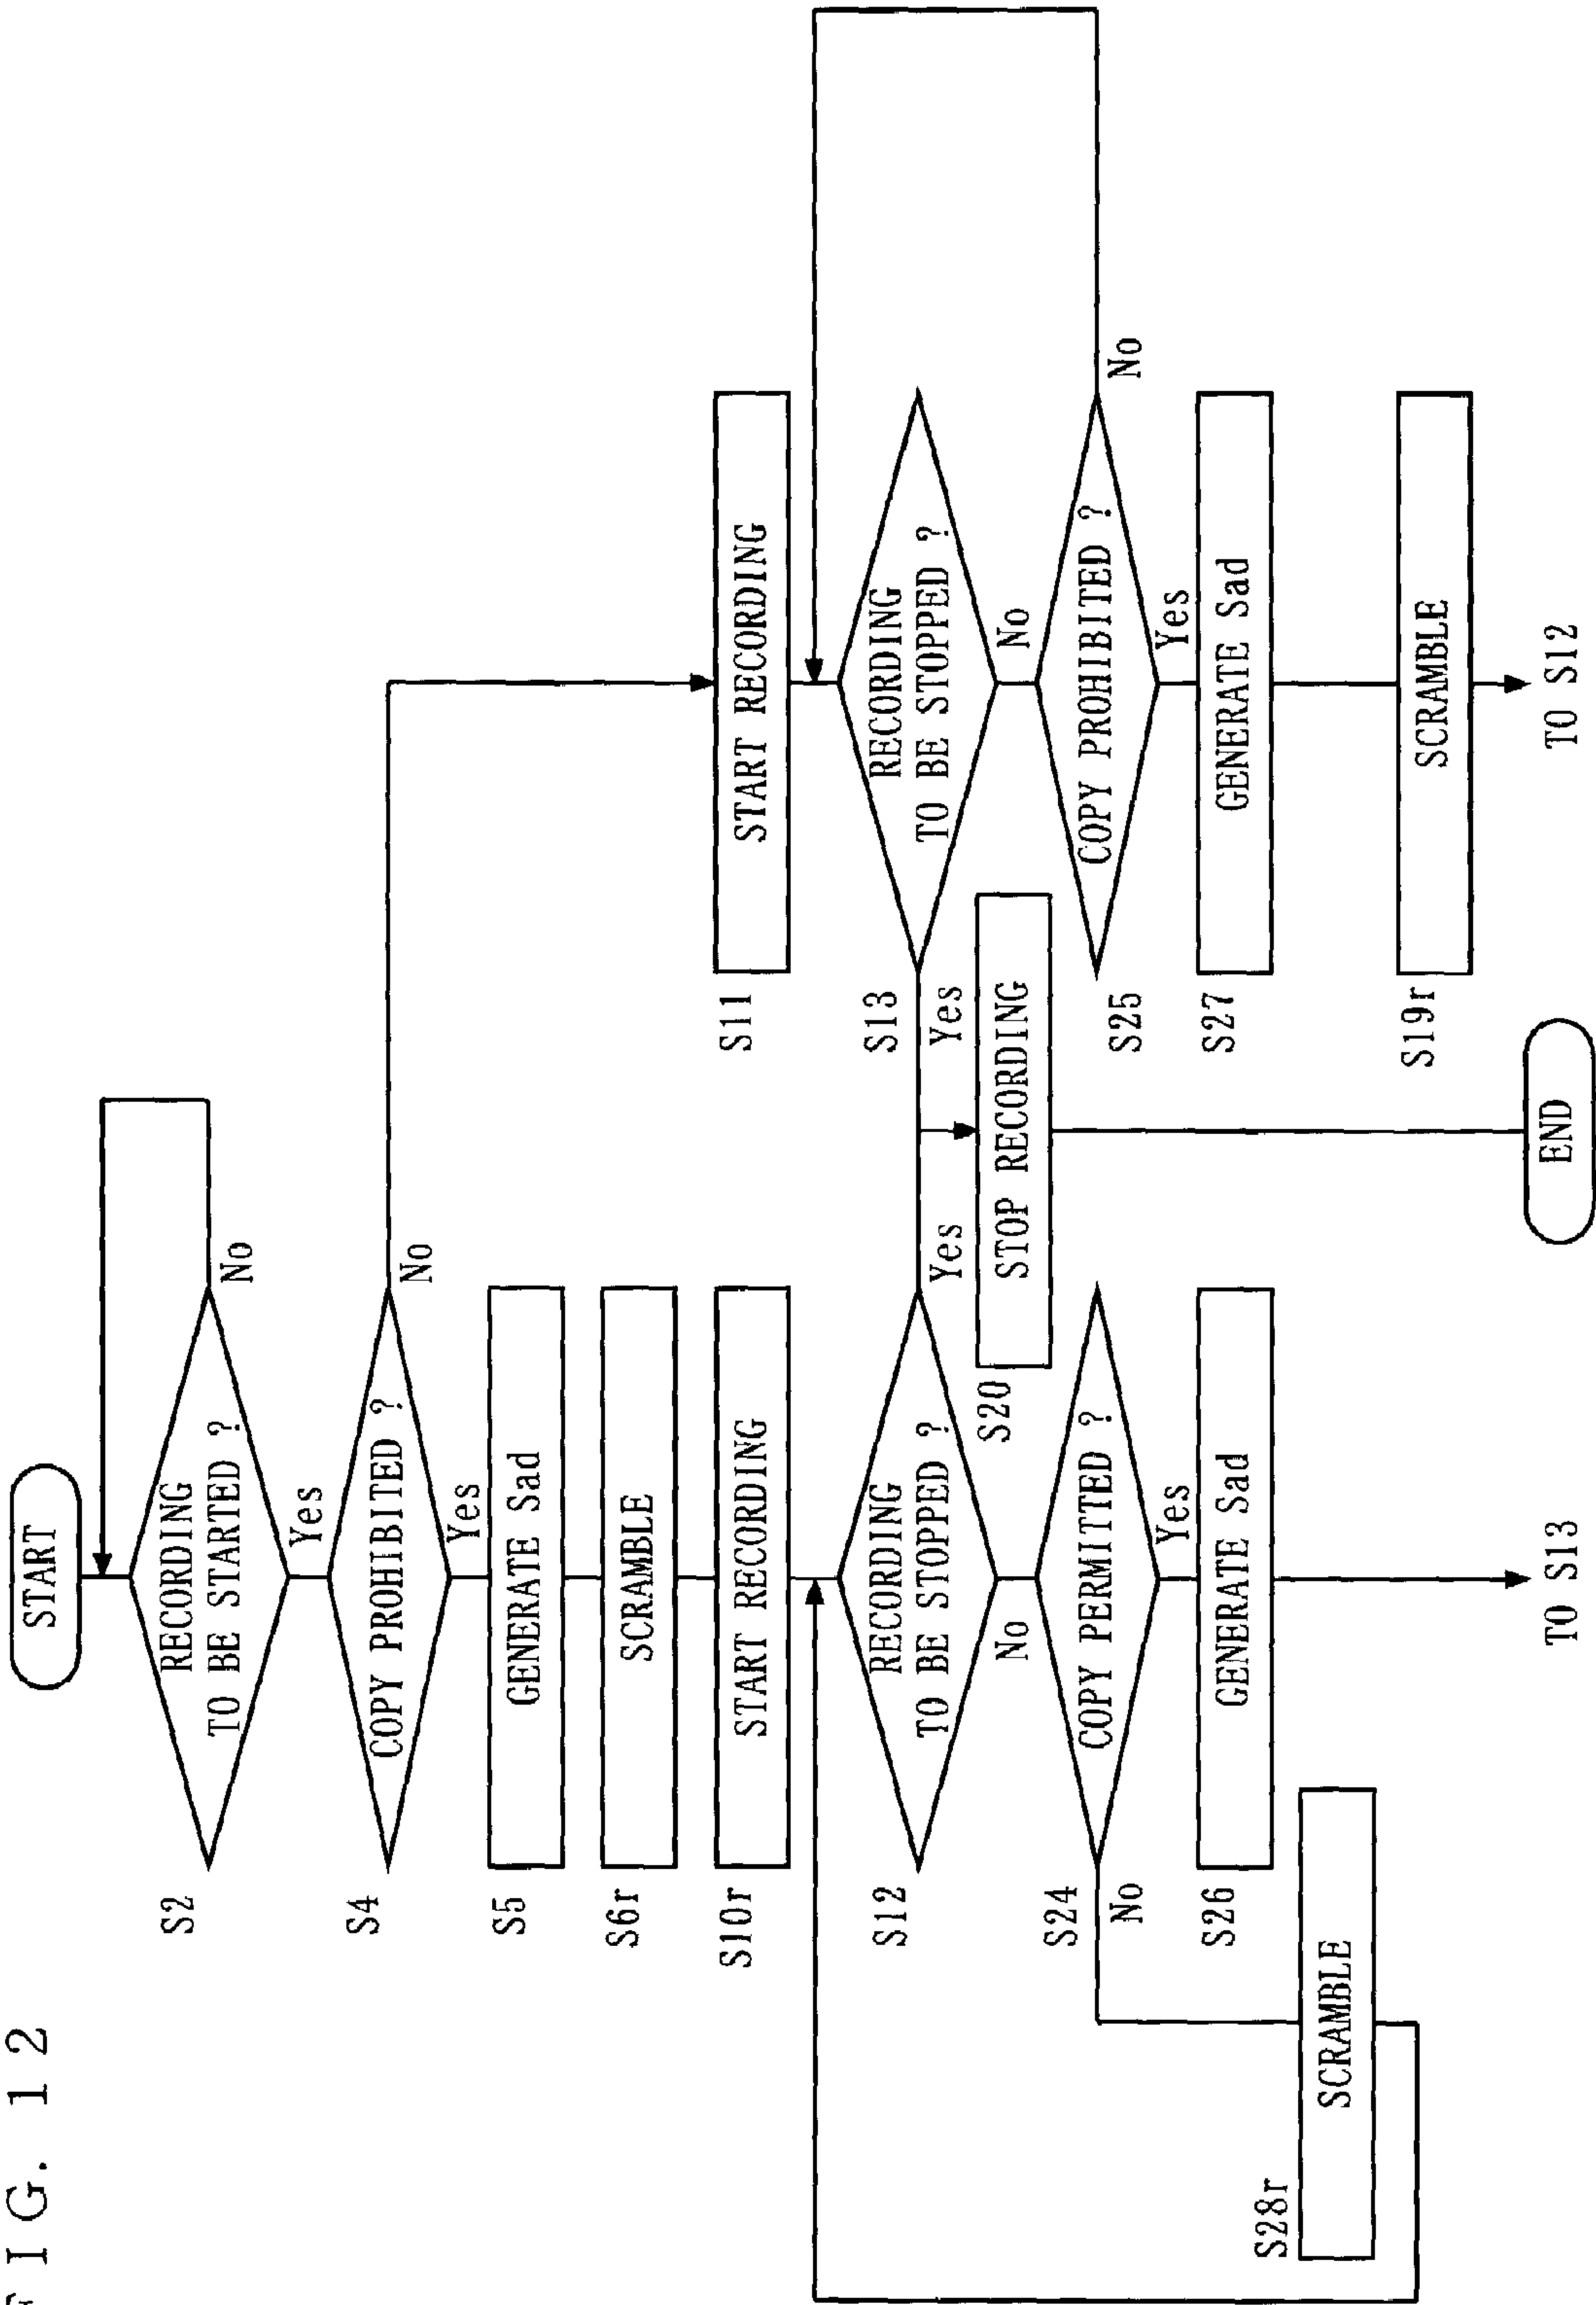 FIG. 12
START
S2
RECORDING
TO BE STARTED ?
No
Yes
S4
COPY PROHIBITED ?
No
Yes
S5
GENERATE Sad
S6r
SCRAMBLE
S10r
START RECORDING
S11
START RECORDING
S12
RECORDING
TO BE STOPPED ?
Yes
No
S13
RECORDING
TO BE STOPPED ?
Yes
No
S20
STOP RECORDING
S24
COPY PERMITTED ?
No
Yes
S25
COPY PROHIBITED ?
No
Yes
S26
GENERATE Sad
S27
GENERATE Sad
S28r
SCRAMBLE
S19r
SCRAMBLE
TO S13
END
TO S12